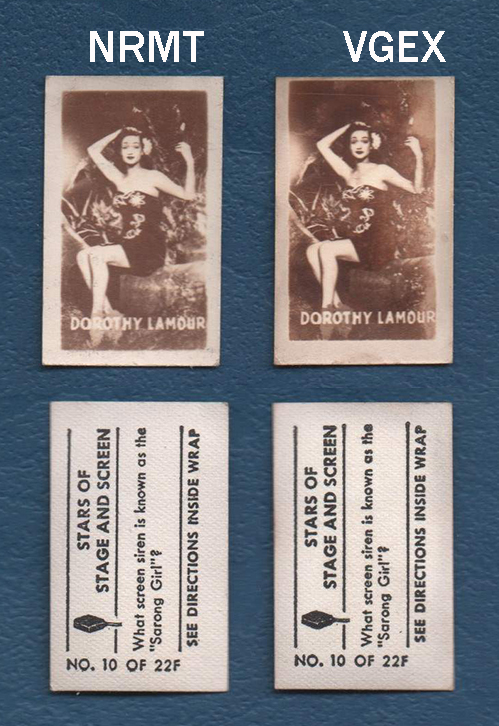 NRMT
VGEX
DOROTHY LAMOUR
DOROTHY LAMOUR
STARS OF
STAGE AND SCREEN
What screen siren is known as the
"Sarong Girl"?
SEE DIRECTIONS INSIDE WRAP
NO. 10 OF 22F
STARS OF
STAGE AND SCREEN
What screen siren is known as the
"Sarong Girl"?
SEE DIRECTIONS INSIDE WRAP
NO. 10 OF 22F